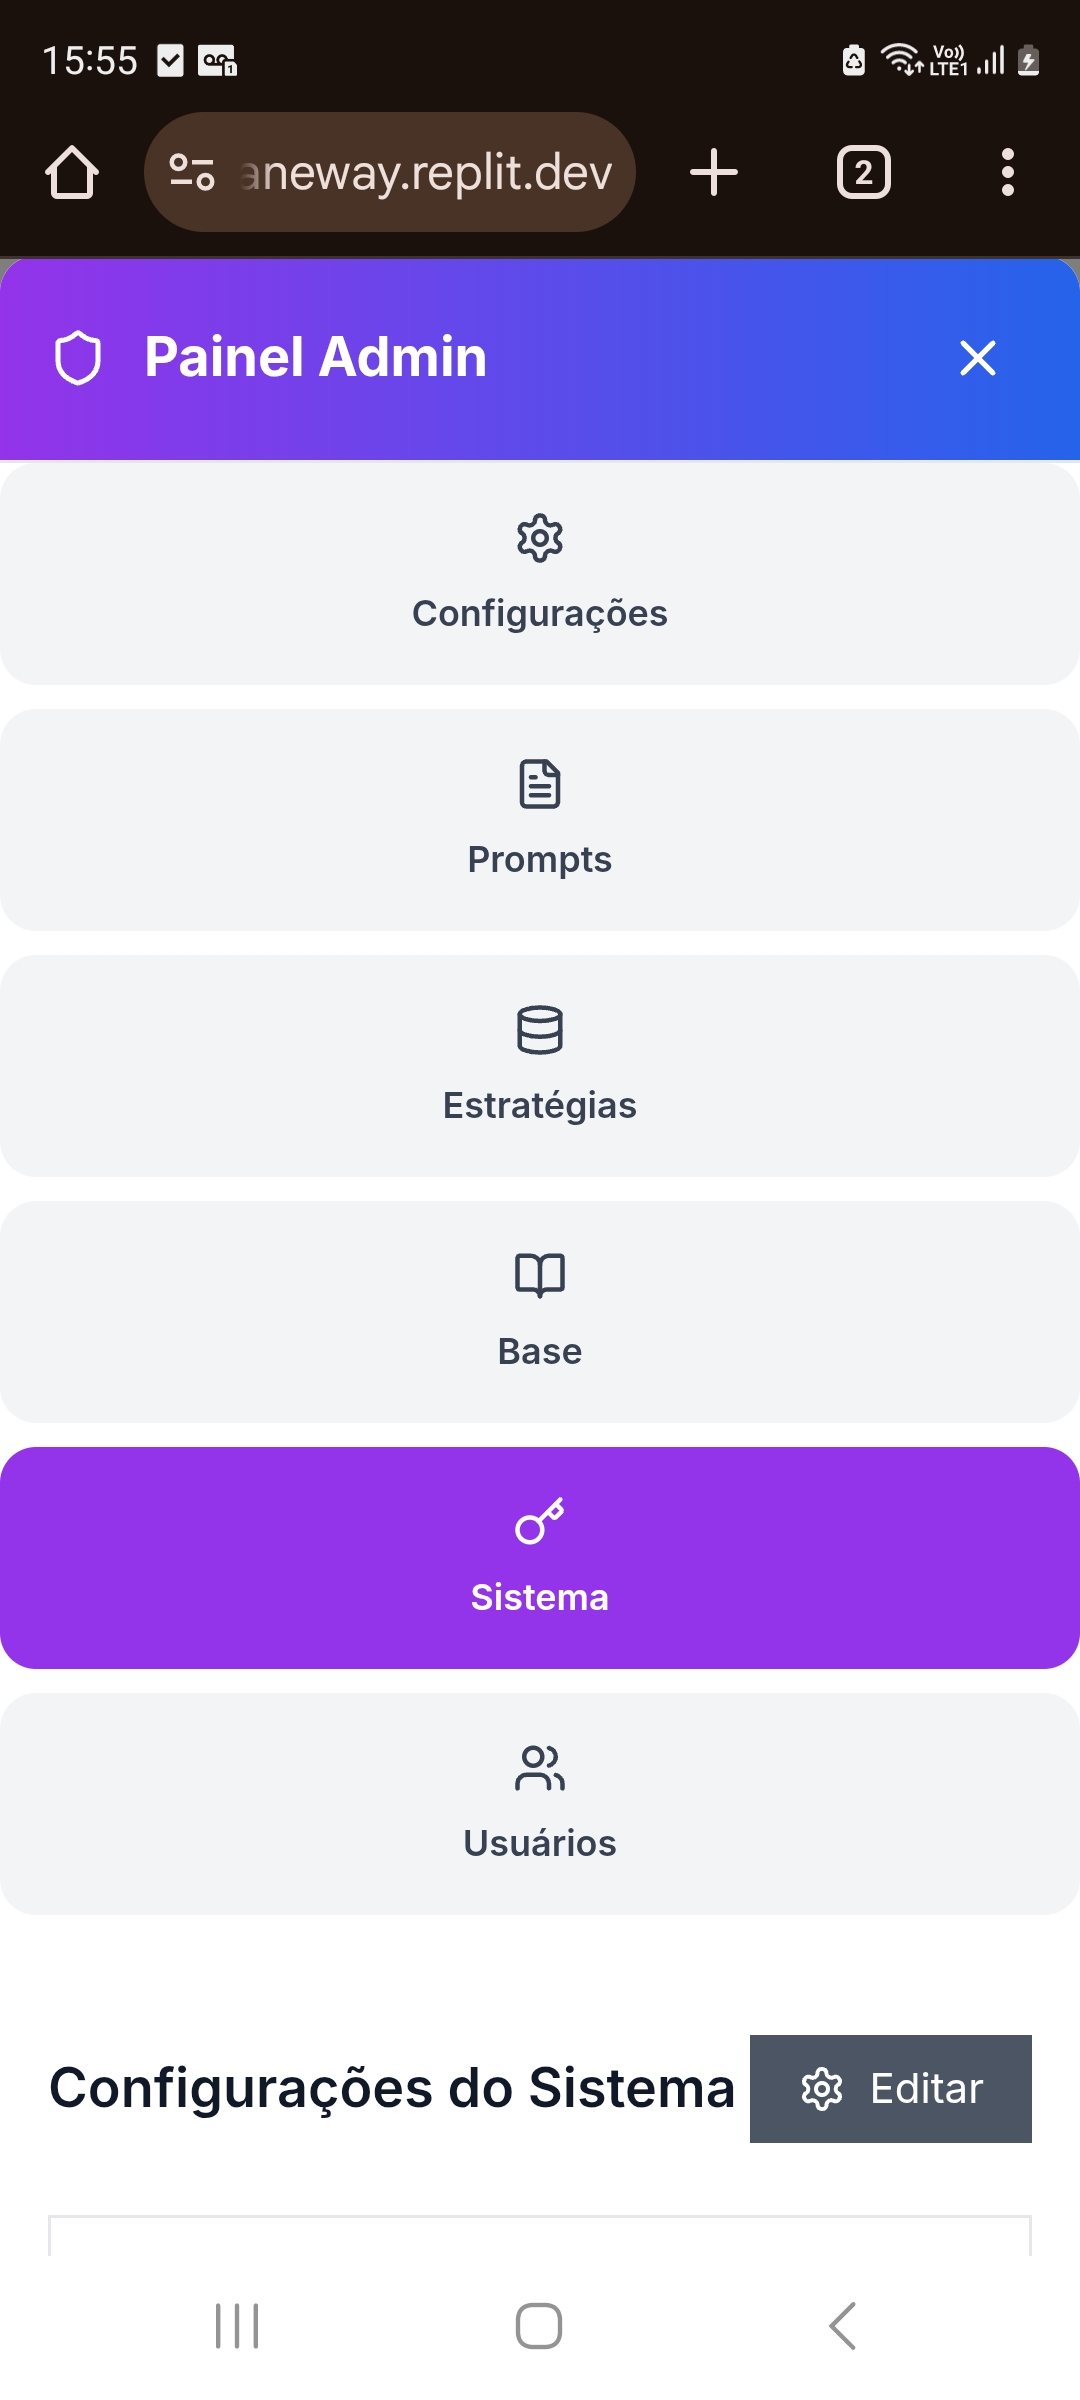 15:55
Vo))
LTE1
aneway.replit.dev
2
Painel Admin
Configurações
Prompts
Estratégias
Base
Sistema
Usuários
Configurações do Sistema
Editar